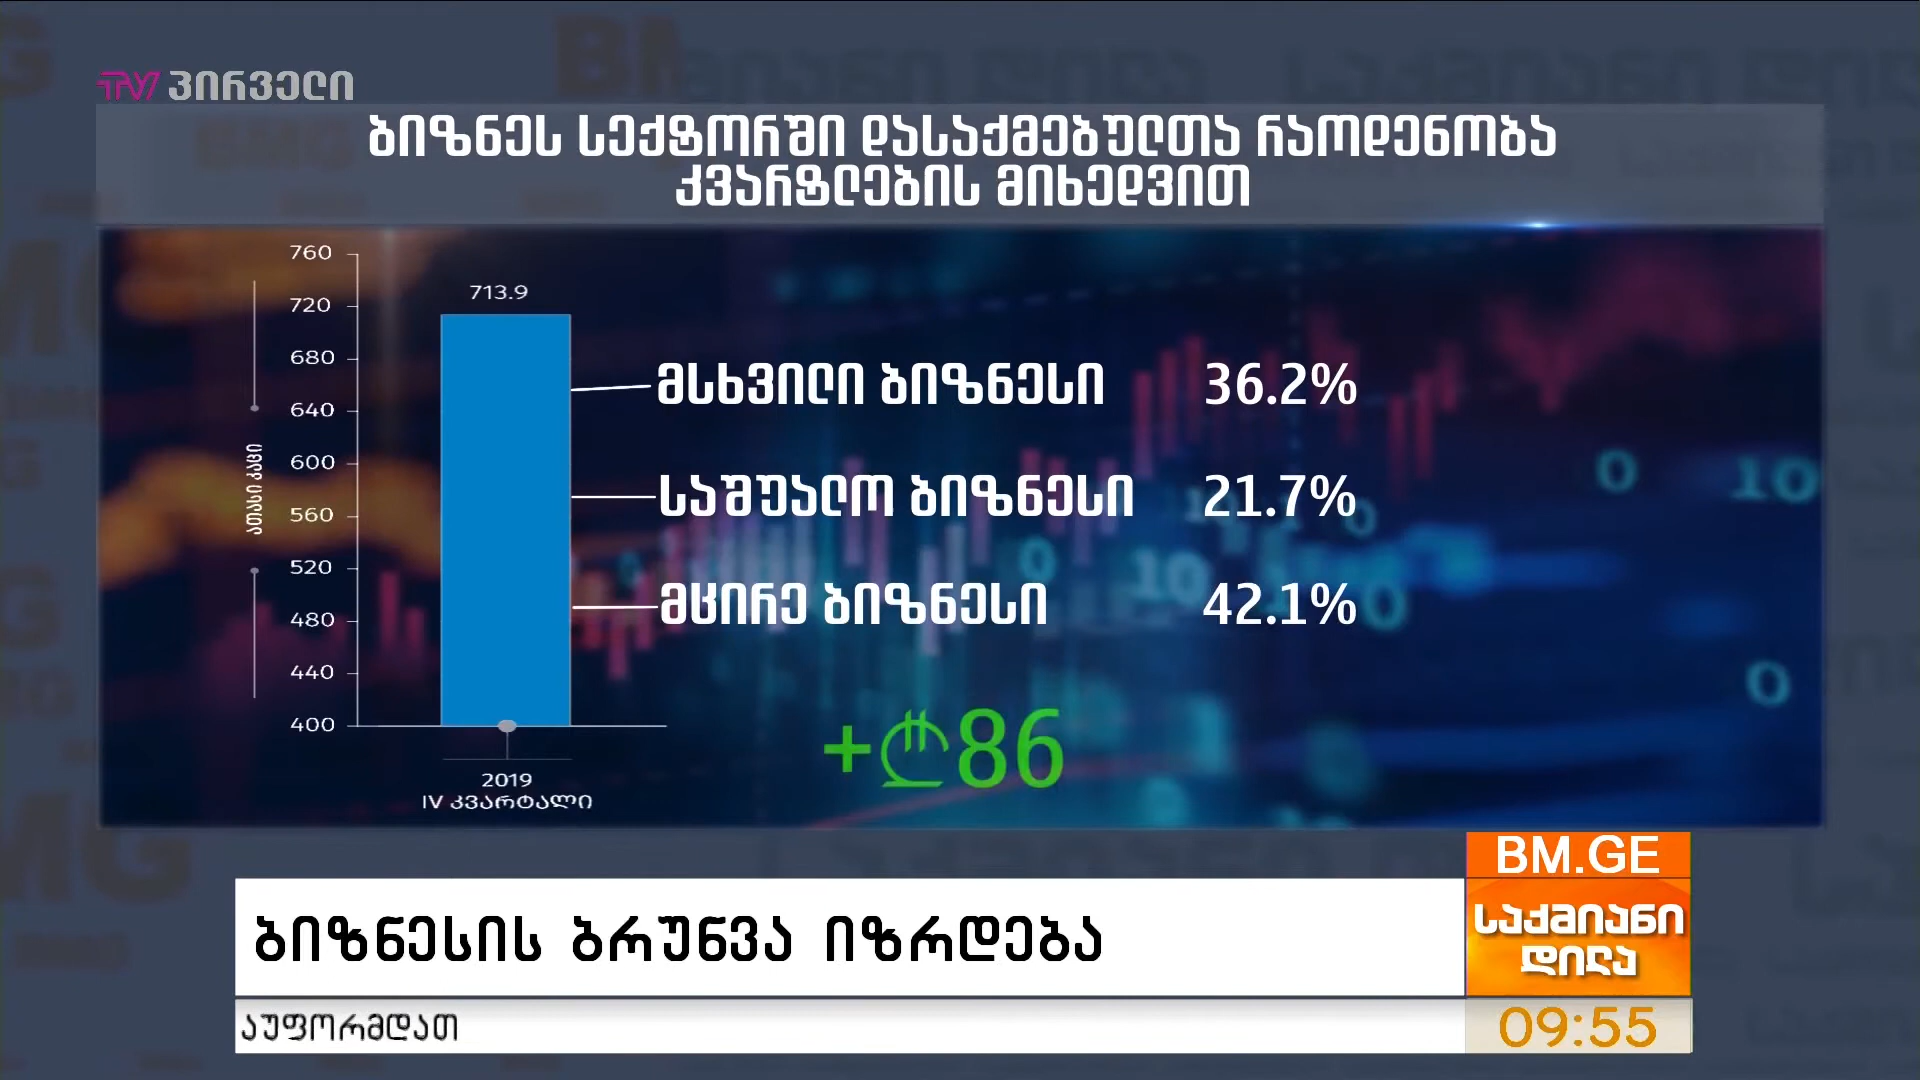 TV ᲞᲘᲠᲕᲔᲚᲘ
ᲑᲘᲖᲜᲔᲡ ᲡᲔᲥᲢᲝᲠᲨᲘ ᲓᲐᲡᲐᲥᲛᲔᲑᲣᲚᲗᲐ ᲠᲐᲝᲓᲔᲜᲝᲑᲐ
ᲙᲕᲐᲠᲢᲚᲔᲑᲘᲡ ᲛᲘᲮᲔᲓᲕᲘᲗ
760
720
680
640
600
560
520
480
440
400
ᲐᲗᲐᲡᲘ ᲙᲐᲪᲘ
713.9
2019
IV ᲙᲕᲐᲠᲢᲐᲚᲘ
ᲛᲡᲮᲕᲘᲚᲘ ᲑᲘᲖᲜᲔᲡᲘ 36.2%
ᲡᲐᲨᲣᲐᲚᲝ ᲑᲘᲖᲜᲔᲡᲘ 21.7%
ᲛᲪᲘᲠᲔ ᲑᲘᲖᲜᲔᲡᲘ 42.1%
+₾86
ᲑᲘᲖᲜᲔᲡᲘᲡ ᲑᲠᲣᲜᲕᲐ ᲘᲖᲠᲓᲔᲑᲐ
ᲐᲣᲤᲝᲠᲛᲓᲐᲗ
BM.GE
ᲡᲐᲥᲛᲘᲐᲜᲘ
ᲓᲘᲚᲐ
09:55